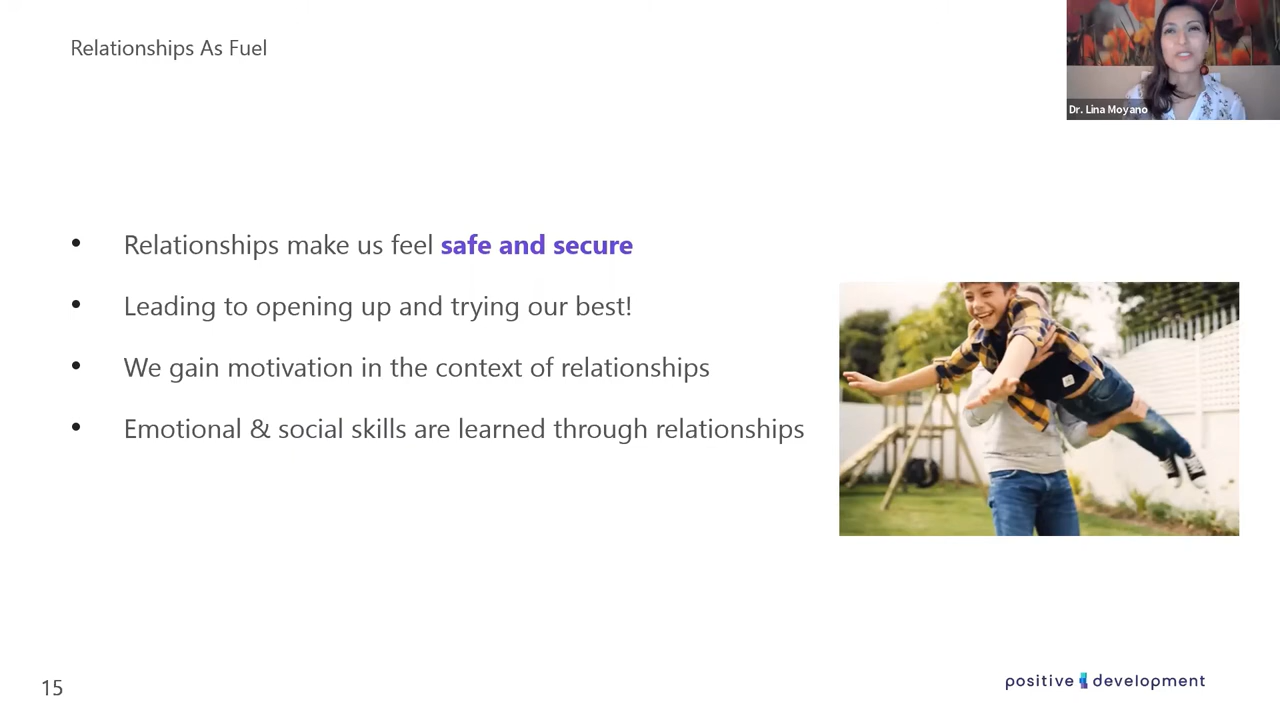 Relationships As Fuel
Dr. Lina Moyano
• Relationships make us feel safe and secure
• Leading to opening up and trying our best!
• We gain motivation in the context of relationships
• Emotional & social skills are learned through relationships
15
positive development